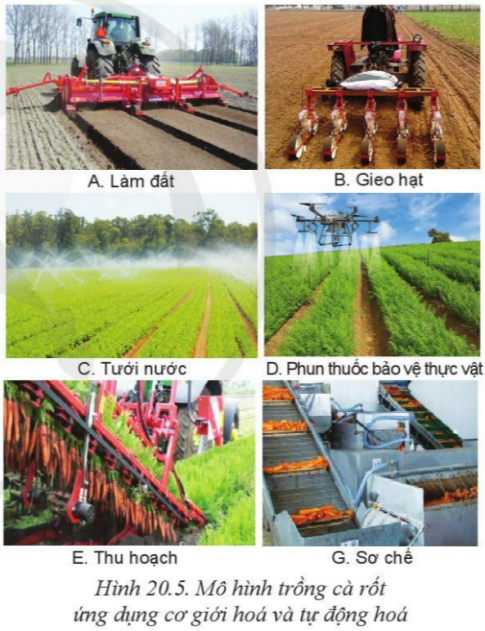 A. Làm đất
B. Gieo hạt
C. Tưới nước
D. Phun thuốc bảo vệ thực vật
E. Thu hoạch
G. Sơ chế
Hình 20.5. Mô hình trồng cà rốt
ứng dụng cơ giới hoá và tự động hoá